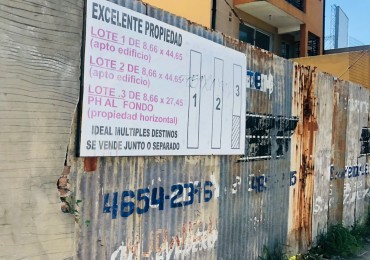 EXCELENTE PROPIEDAD
LOTE 1 DE 8,66 x 44,65
(apto edificio)
LOTE 2 DE 8,66 x 44,65
(apto edificio)
LOTE .3 DE 8,66 x 27,45
PH AL FONDO
(propiedad horizontal)
IDEAL MULTIPLES DESTINOS
SE VENDE JUNTO O SEPARADO
1
2
3
4654-2316